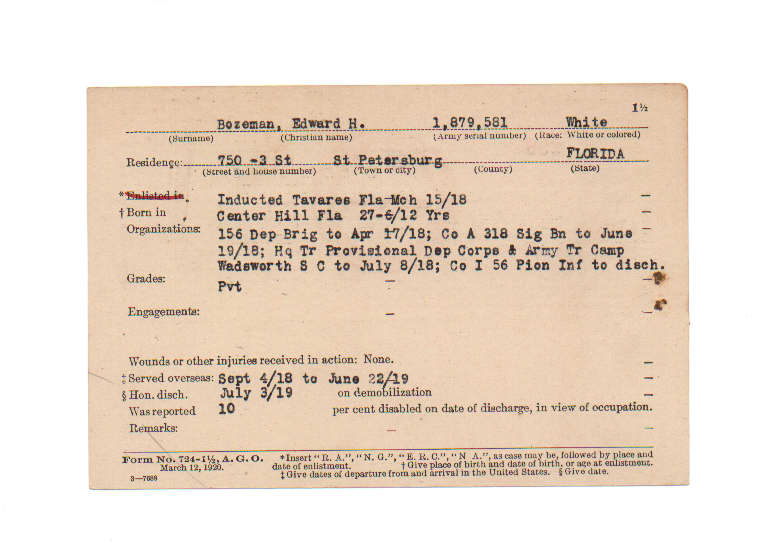 1½
Bozeman, Edward H. 1,879,581 White
(Surname) (Christian name) (Army serial number) (Race: White or colored)
Residence: 750 -3 St St Petersburg FLORIDA
(Street and house number) (Town or city) (County) (State)
*Enlisted in Inducted Tavares Fla Mch 15/18 —
†Born in Center Hill Fla 27-6/12 Yrs —
Organizations: 156 Dep Brig to Apr 17/18; Co A 318 Sig Bn to June —
19/18; Hq Tr Provisional Dep Corps & Army Tr Camp
Wadsworth S C to July 8/18; Co I 56 Pion Inf to disch.
Grades: Pvt — —
Engagements: — —
Wounds or other injuries received in action: None. —
‡Served overseas: Sept 4/18 to June 22/19 —
§Hon. disch. July 3/19 on demobilization —
Was reported 10 per cent disabled on date of discharge, in view of occupation.
Remarks: — —
Form No. 724-1½, A. G. O. *Insert "R. A.", "N. G.", "E. R. C.", "N A.", as case may be, followed by place and
March 12, 1920. date of enlistment. †Give place of birth and date of birth, or age at enlistment.
3—7688 ‡Give dates of departure from and arrival in the United States. §Give date.